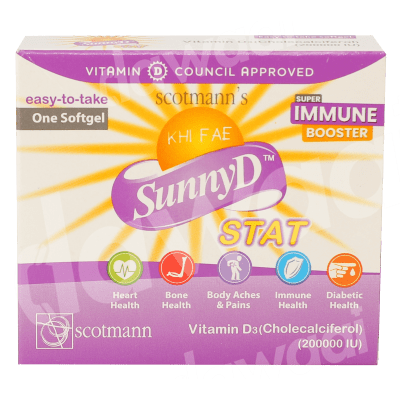 VITAMIN D COUNCIL APPROVED
easy-to-take
One Softgel
scotmann's
SUPER
IMMUNE
BOOSTER
KHI FAE
SunnyD™
STAT
Heart
Health
Bone
Health
Body Aches
& Pains
Immune
Health
Diabetic
Health
scotmann
Vitamin D3(Cholecalciferol)
(200000 IU)
dawaai